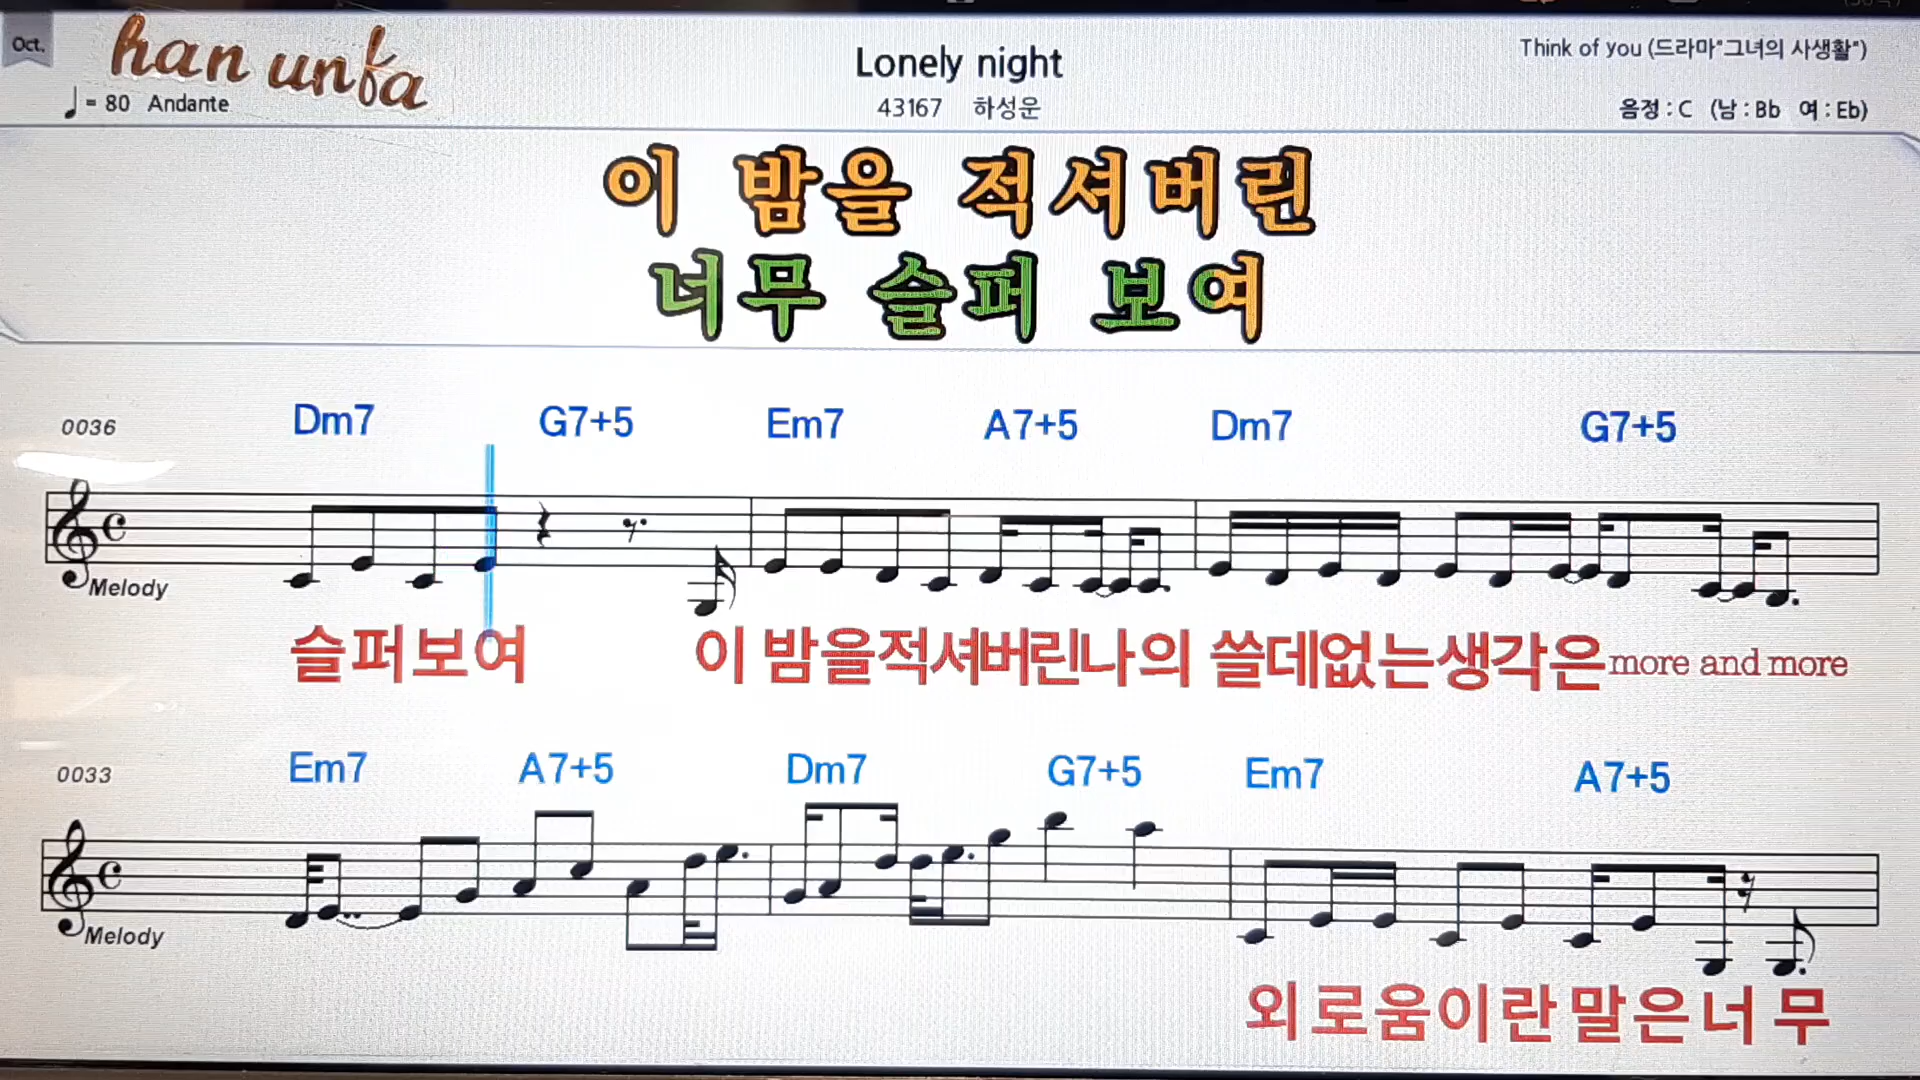 Oct.
han unfa
= 80 Andante
Lonely night
43167 하성운
Think of you (드라마"그녀의 사생활")
음정 : C (남 : Bb 여 : Eb)
이 밤을 적셔버린
너무 슬퍼 보여
0036 Dm7 G7+5 Em7 A7+5 Dm7 G7+5
Melody
슬퍼보여 이 밤을적셔버린나의 쓸데없는생각은more and more
0033 Em7 A7+5 Dm7 G7+5 Em7 A7+5
Melody
외로움이란말은너무